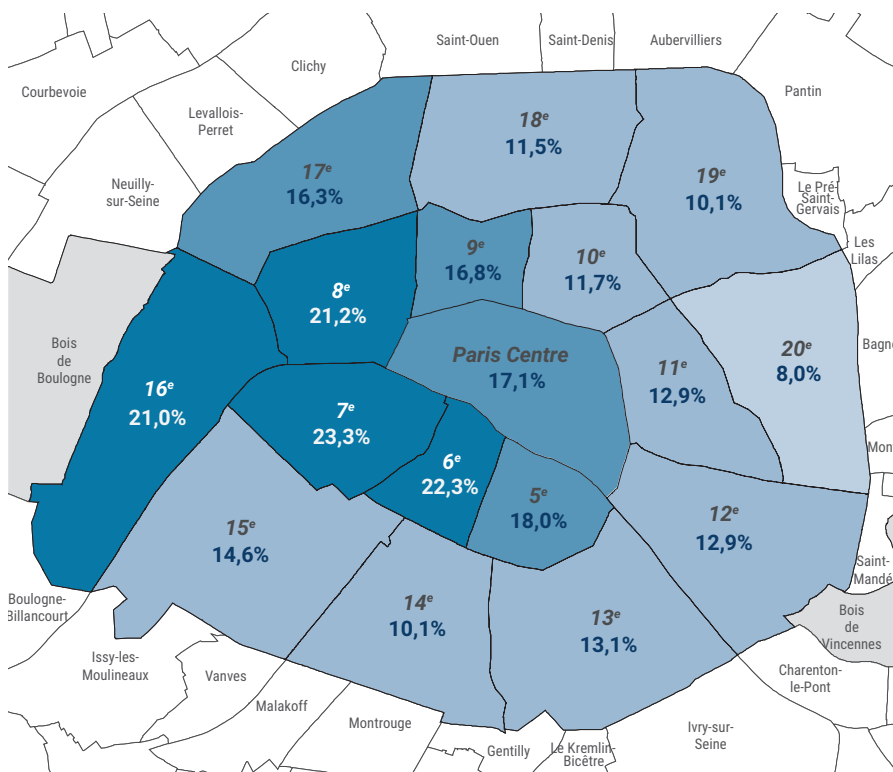 Saint-Ouen
Saint-Denis
Aubervilliers
Clichy
Courbevoie
Pantin
Levallois-
Perret
18ᵉ
11,5%
17ᵉ
16,3%
19ᵉ
10,1%
Neuilly-
sur-Seine
Le Pré-
Saint-
Gervais
Les
Lilas
9ᵉ
16,8%
10ᵉ
11,7%
8ᵉ
21,2%
Bois
de
Boulogne
Paris Centre
17,1%
11ᵉ
12,9%
20ᵉ
8,0%
Bagn
16ᵉ
21,0%
7ᵉ
23,3%
6ᵉ
22,3%
Mont
5ᵉ
18,0%
15ᵉ
14,6%
12ᵉ
12,9%
Saint-
Mandé
14ᵉ
10,1%
13ᵉ
13,1%
Boulogne-
Billancourt
Bois
de
Vincennes
Issy-les-
Moulineaux
Vanves
Malakoff
Montrouge
Gentilly
Le Kremlin-
Bicêtre
Ivry-sur-
Seine
Charenton-
le-Pont